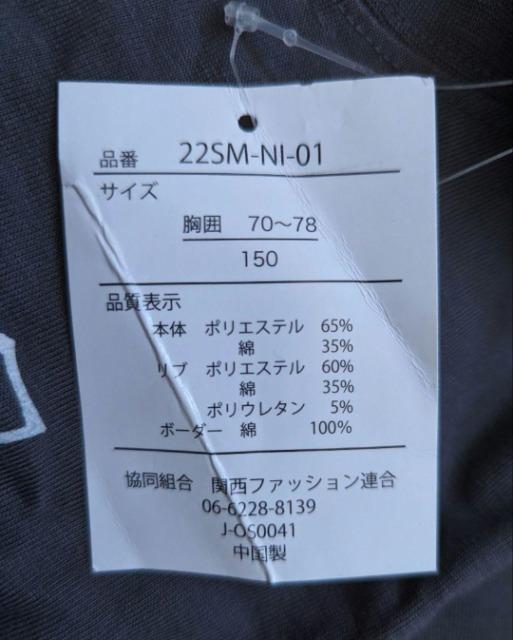 品番 22SM-NI-01
サイズ
胸囲 70〜78
150
品質表示
本体 ポリエステル 65%
綿 35%
リブ ポリエステル 60%
綿 35%
ポリウレタン 5%
ボーダー 綿 100%
協同組合 関西ファッション連合
06-6228-8139
J-OS0041
中国製